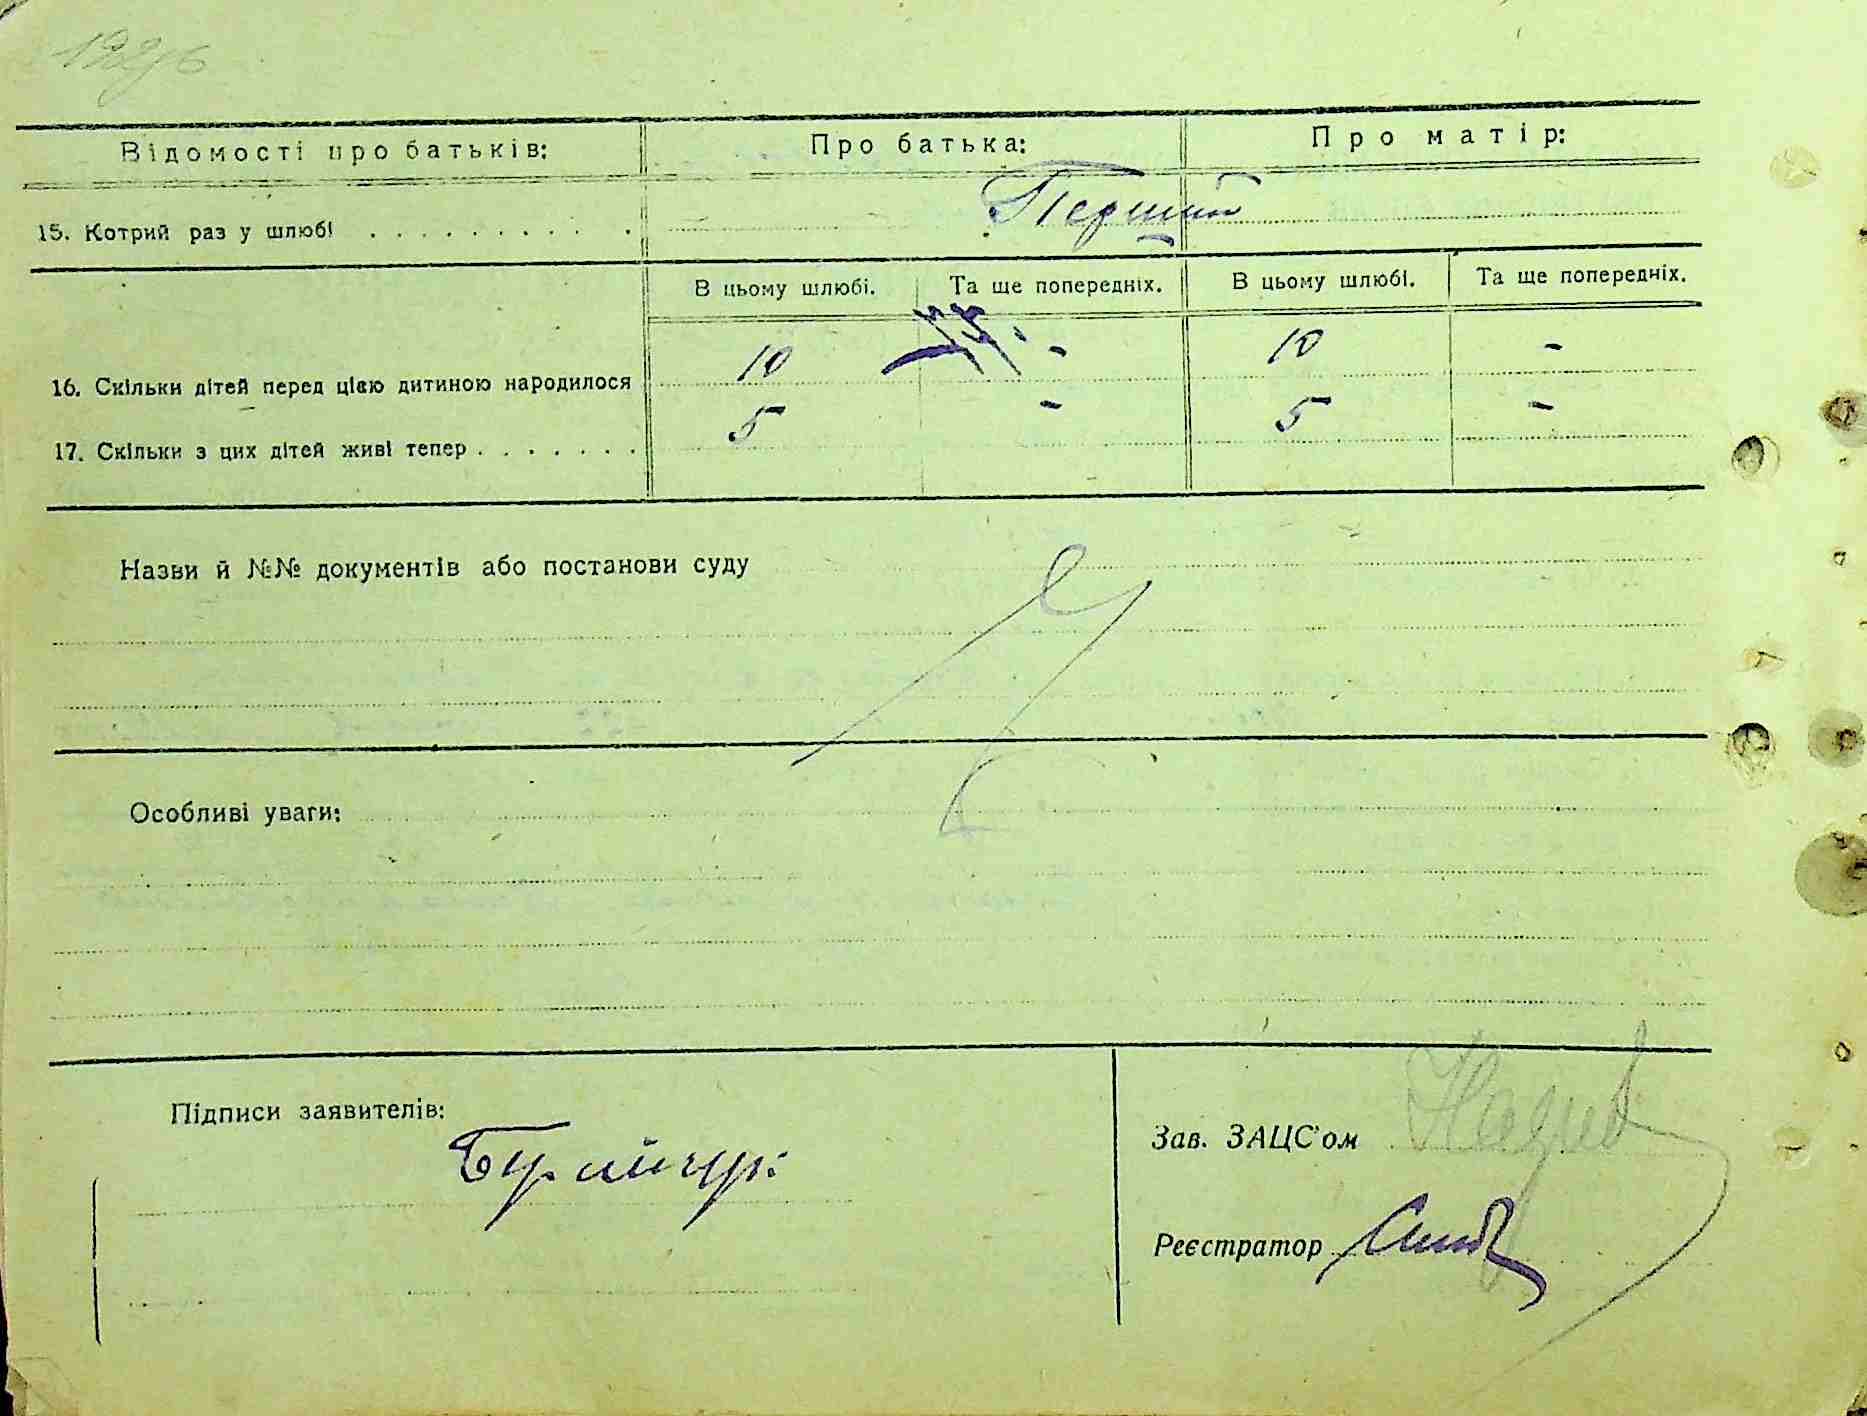 Відомості про батьків:
Про батька:
Про матір:
15. Котрий раз у шлюбі . . . . . . . . . . .
Перший
В цьому шлюбі.
Та ще попередніх.
В цьому шлюбі.
Та ще попередніх.
16. Скільки дітей перед цією дитиною народилося
10 - 10 -
17. Скільки з цих дітей живі тепер . . . . . . .
5 - 5 -
Назви й №№ документів або постанови суду
Особливі уваги:
Підписи заявителів:
Зав. ЗАЦС'ом
Реєстратор